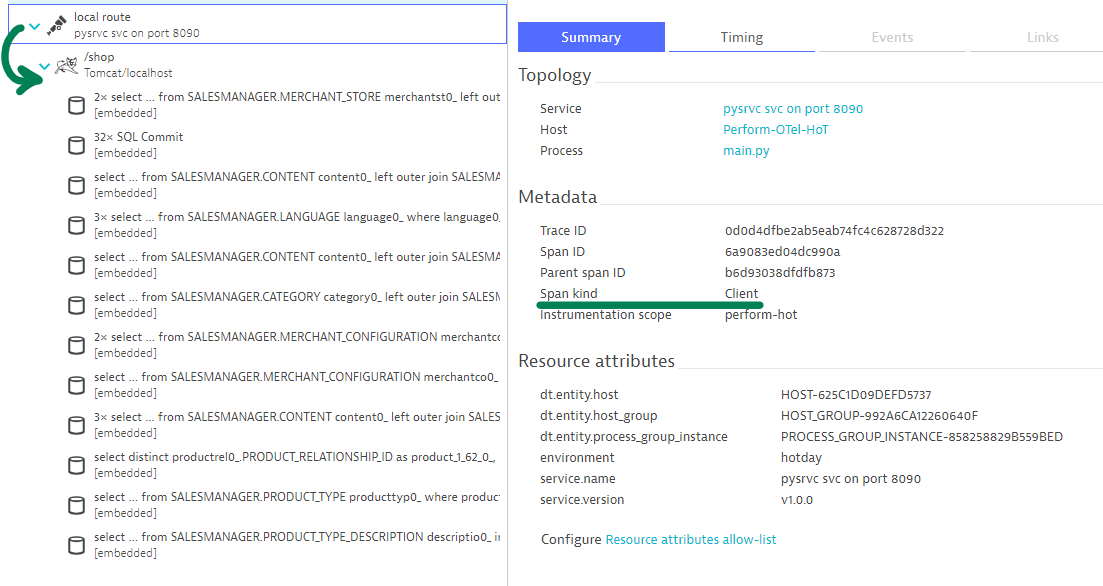 local route
pysrvc svc on port 8090
/shop
Tomcat/localhost
2× select ... from SALESMANAGER.MERCHANT_STORE merchantst0_ left out
[embedded]
32× SQL Commit
[embedded]
select ... from SALESMANAGER.CONTENT content0_ left outer join SALESMA
[embedded]
3× select ... from SALESMANAGER.LANGUAGE language0_ where language0_
[embedded]
select ... from SALESMANAGER.CONTENT content0_ left outer join SALESMA
[embedded]
select ... from SALESMANAGER.CATEGORY category0_ left outer join SALESM
[embedded]
2× select ... from SALESMANAGER.MERCHANT_CONFIGURATION merchantco
[embedded]
select ... from SALESMANAGER.MERCHANT_CONFIGURATION merchantco0_
[embedded]
3× select ... from SALESMANAGER.CONTENT content0_ left outer join SALES
[embedded]
select distinct productrel0_.PRODUCT_RELATIONSHIP_ID as product_1_62_0_,
[embedded]
select ... from SALESMANAGER.PRODUCT_TYPE producttyp0_ where produc
[embedded]
select ... from SALESMANAGER.PRODUCT_TYPE_DESCRIPTION descriptio0_ in
[embedded]
Summary
Timing
Events
Links
Topology
Service pysrvc svc on port 8090
Host Perform-OTel-HoT
Process main.py
Metadata
Trace ID 0d0d4dfbe2ab5eab74fc4c628728d322
Span ID 6a9083ed04dc990a
Parent span ID b6d93038dfdfb873
Span kind Client
Instrumentation scope perform-hot
Resource attributes
dt.entity.host HOST-625C1D09DEFD5737
dt.entity.host_group HOST_GROUP-992A6CA12260640F
dt.entity.process_group_instance PROCESS_GROUP_INSTANCE-858258829B559BED
environment hotday
service.name pysrvc svc on port 8090
service.version v1.0.0
Configure Resource attributes allow-list